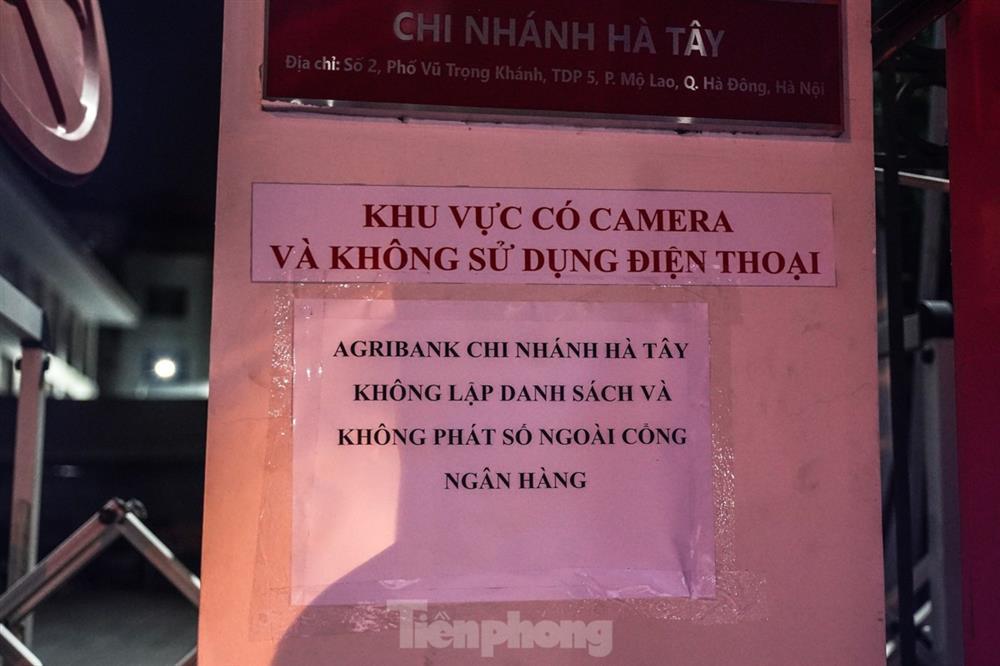 CHI NHÁNH HÀ TÂY
Địa chỉ: Số 2, Phố Vũ Trọng Khánh, TDP 5, P. Mộ Lao, Q. Hà Đông, Hà Nội
KHU VỰC CÓ CAMERA
VÀ KHÔNG SỬ DỤNG ĐIỆN THOẠI
AGRIBANK CHI NHÁNH HÀ TÂY
KHÔNG LẬP DANH SÁCH VÀ
KHÔNG PHÁT SỐ NGOÀI CỔNG
NGÂN HÀNG
Tiênphong